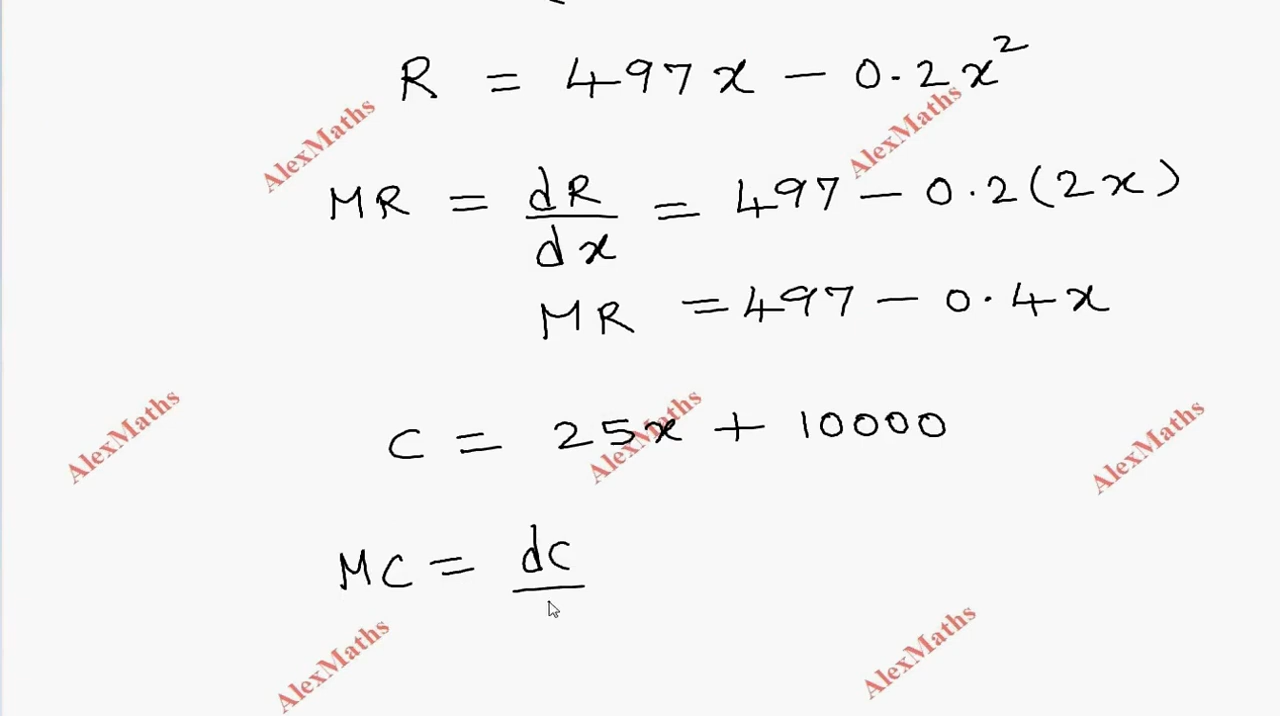 R = 497x − 0.2x²
AlexMaths AlexMaths
MR = dR/dx = 497 − 0.2(2x)
MR = 497 − 0.4x
AlexMaths AlexMaths AlexMaths
C = 25x + 10000
MC = dC
AlexMaths AlexMaths